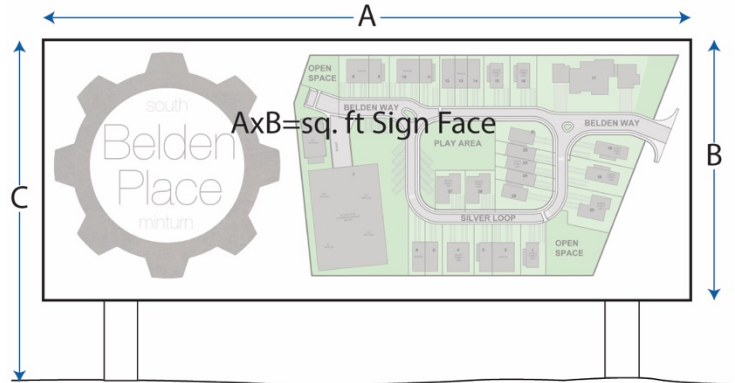 A
OPEN
SPACE
BELDEN WAY
south
AxB=sq. ft Sign Face
BELDEN WAY
Belden
PLAY AREA
B
Place
C
minturn
SILVER LOOP
OPEN
SPACE